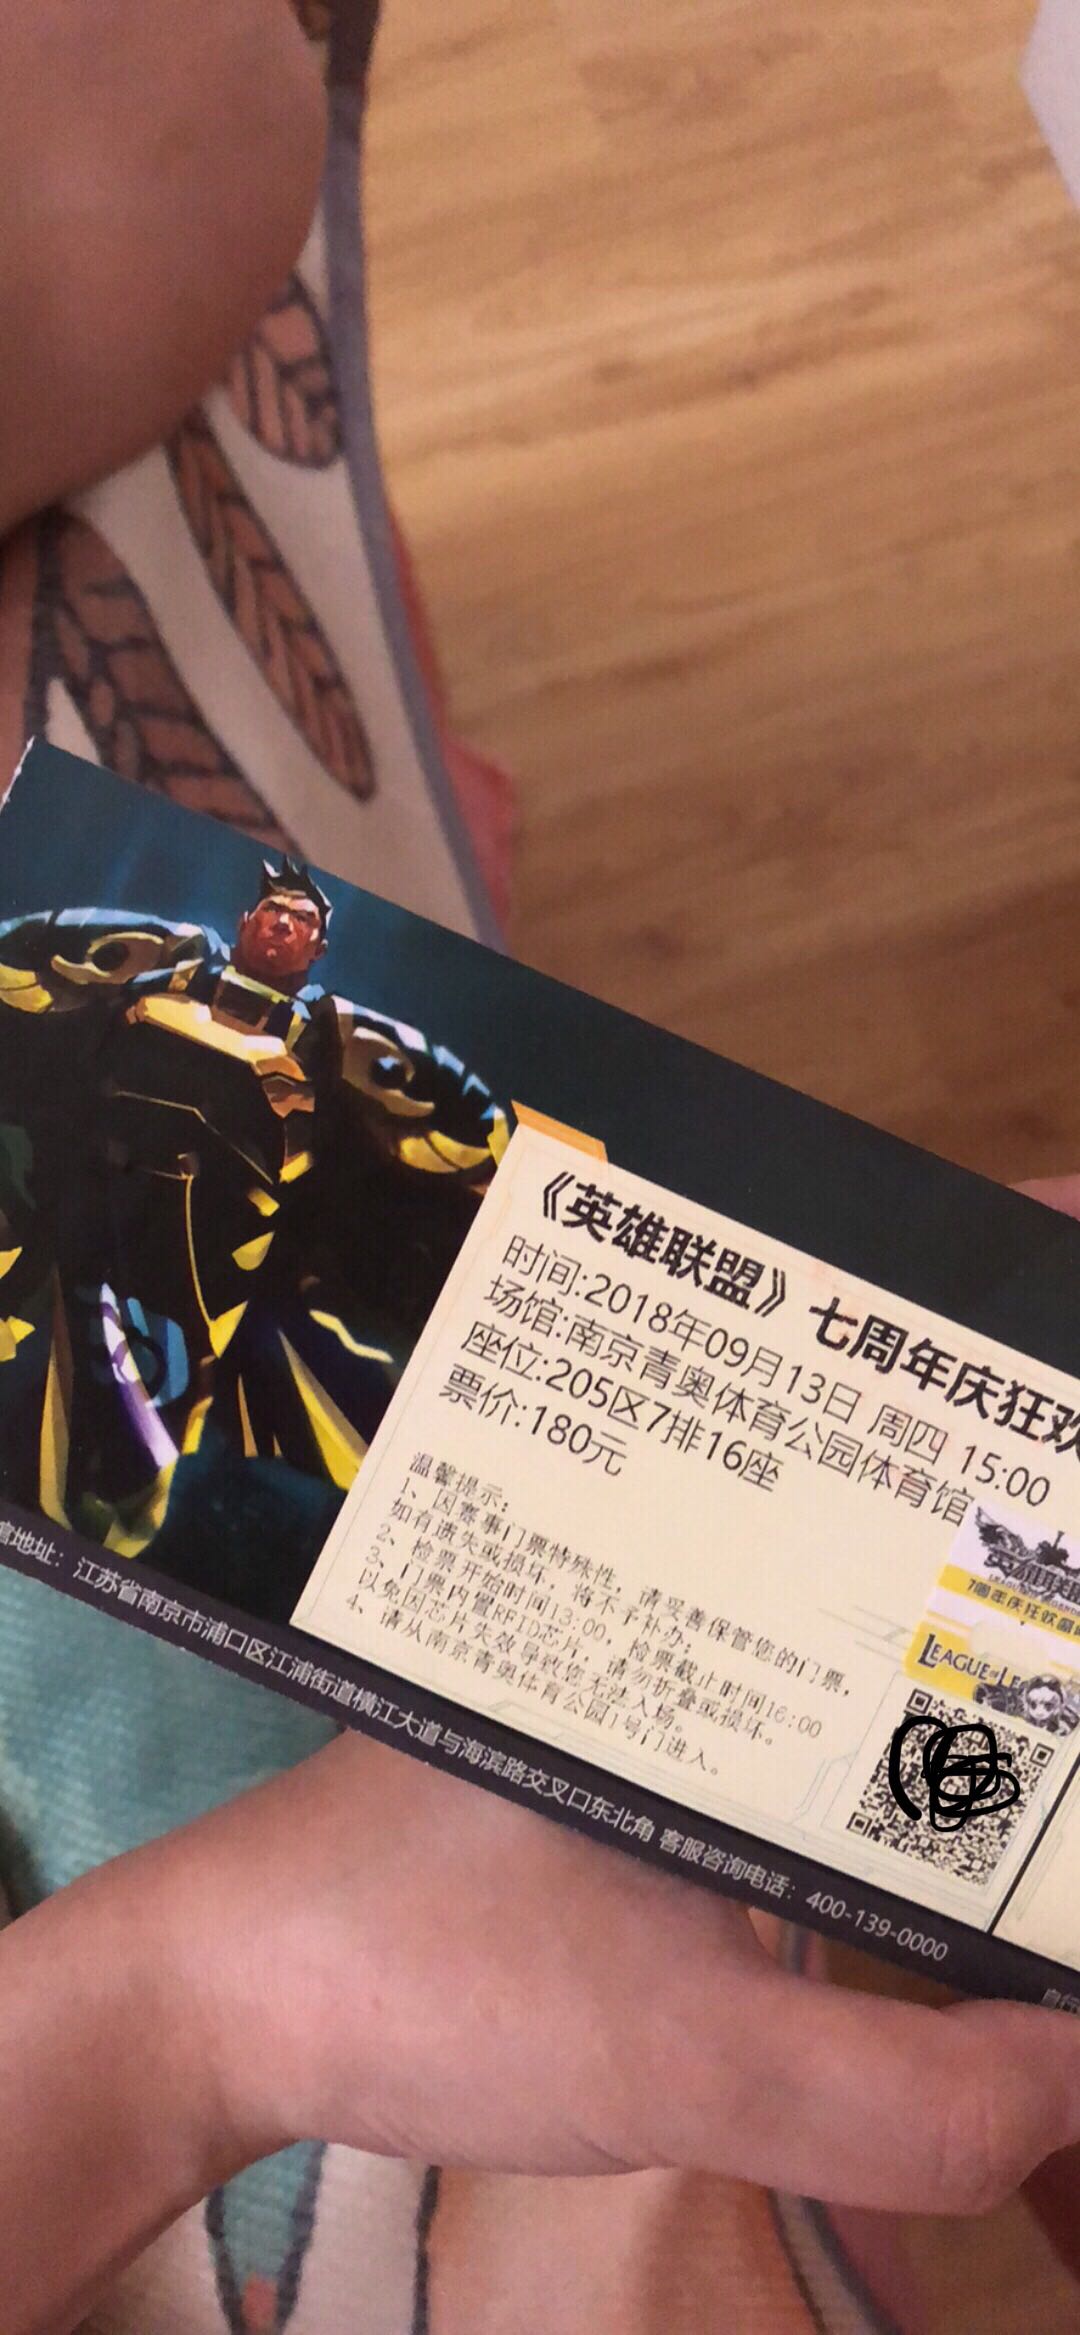 《英雄联盟》七周年庆狂欢
时间:2018年09月13日 周四 15:00
场馆:南京青奥体育公园体育馆
座位:205区7排16座
票价:180元
温馨提示:
1、因赛事门票特殊性，请妥善保管您的门票，
如有遗失或损坏，将不予补办；
2、检票开始时间13:00，检票截止时间16:00
3、门票内置RFID芯片，请勿折叠或损坏。
以免因芯片失效导致您无法入场。
4、请从南京青奥体育公园1号门进入。
英雄联盟
7周年庆狂欢
LEAGUE OF LE
馆地址：江苏省南京市浦口区江浦街道横江大道与海滨路交叉口东北角 客服咨询电话：400-139-0000